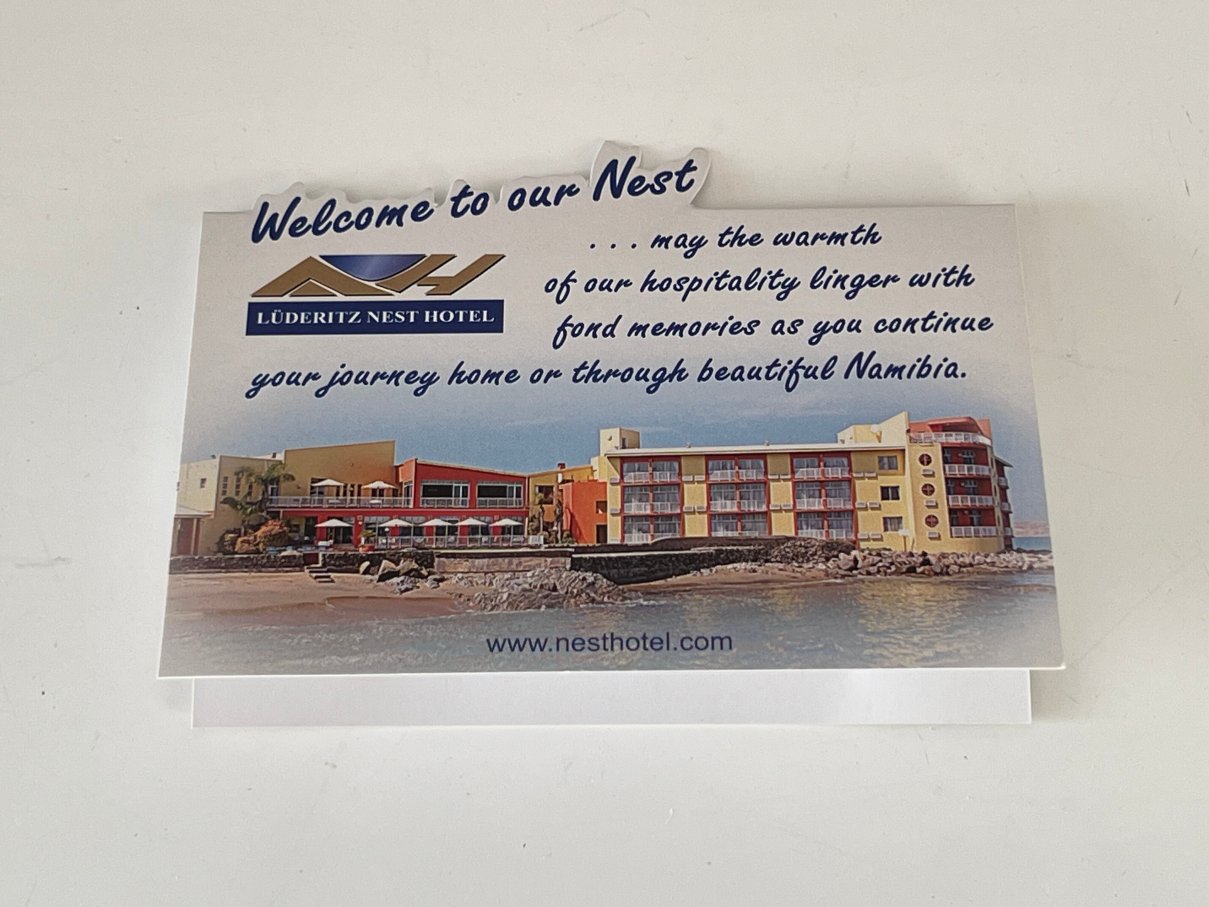 Welcome to our Nest
LÜDERITZ NEST HOTEL
. . . may the warmth
of our hospitality linger with
fond memories as you continue
your journey home or through beautiful Namibia.
www.nesthotel.com